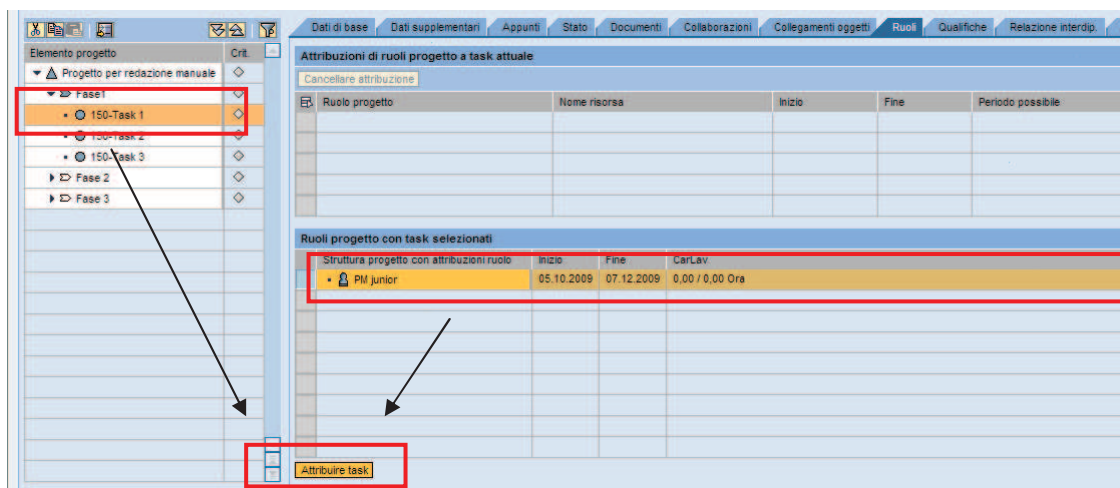 Dati di base Dati supplementari Appunti Stato Documenti Collaborazioni Collegamenti oggetti Ruoli Qualifiche Relazione interdip.
Elemento progetto Crit.
Progetto per redazione manuale
Fase1
150-Task 1
150-Task 2
150-Task 3
Fase 2
Fase 3
Attribuzioni di ruoli progetto a task attuale
Cancellare attribuzione
Ruolo progetto Nome risorsa Inizio Fine Periodo possibile
Ruoli progetto con task selezionati
Struttura progetto con attribuzioni ruolo Inizio Fine CarLav
PM junior 05.10.2009 07.12.2009 0,00 / 0,00 Ora
Attribuire task